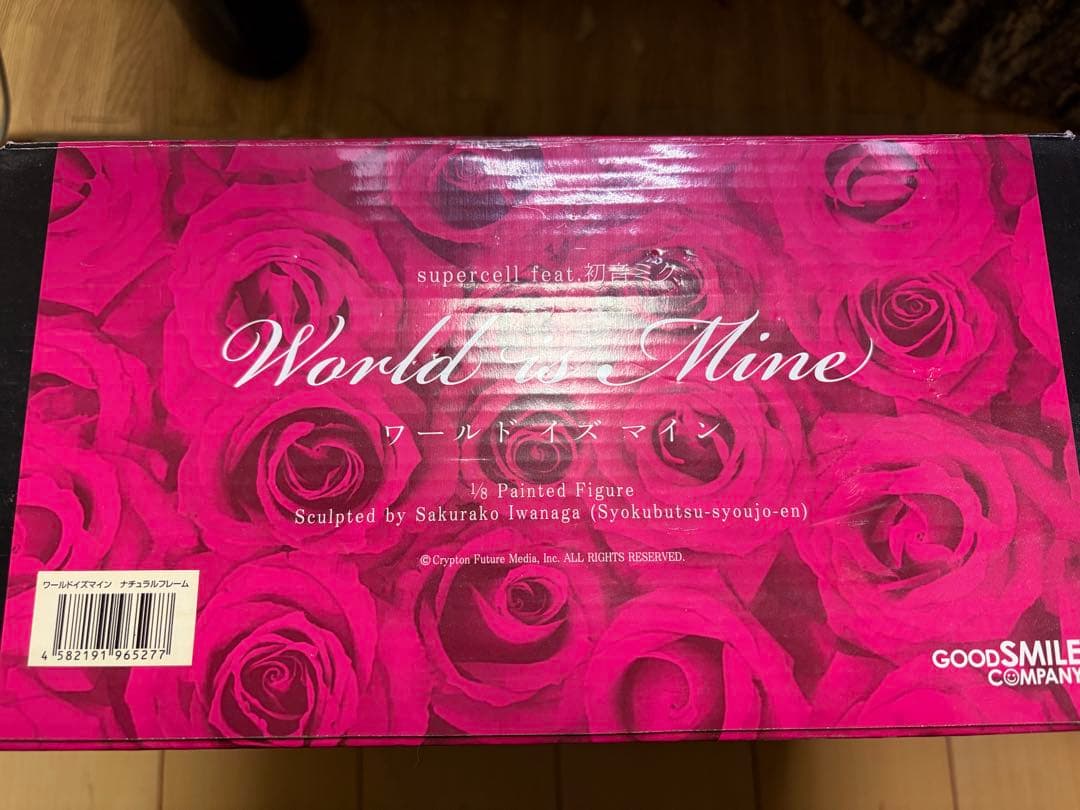 supercell feat.初音ミク
World is Mine
ワールド イズ マイン
⅛ Painted Figure
Sculpted by Sakurako Iwanaga (Syokubutsu-syoujo-en)
©Crypton Future Media, Inc. ALL RIGHTS RESERVED.
ワールドイズマイン ナチュラルフレーム
4 582191 965277
GOOD SMILE
COMPANY